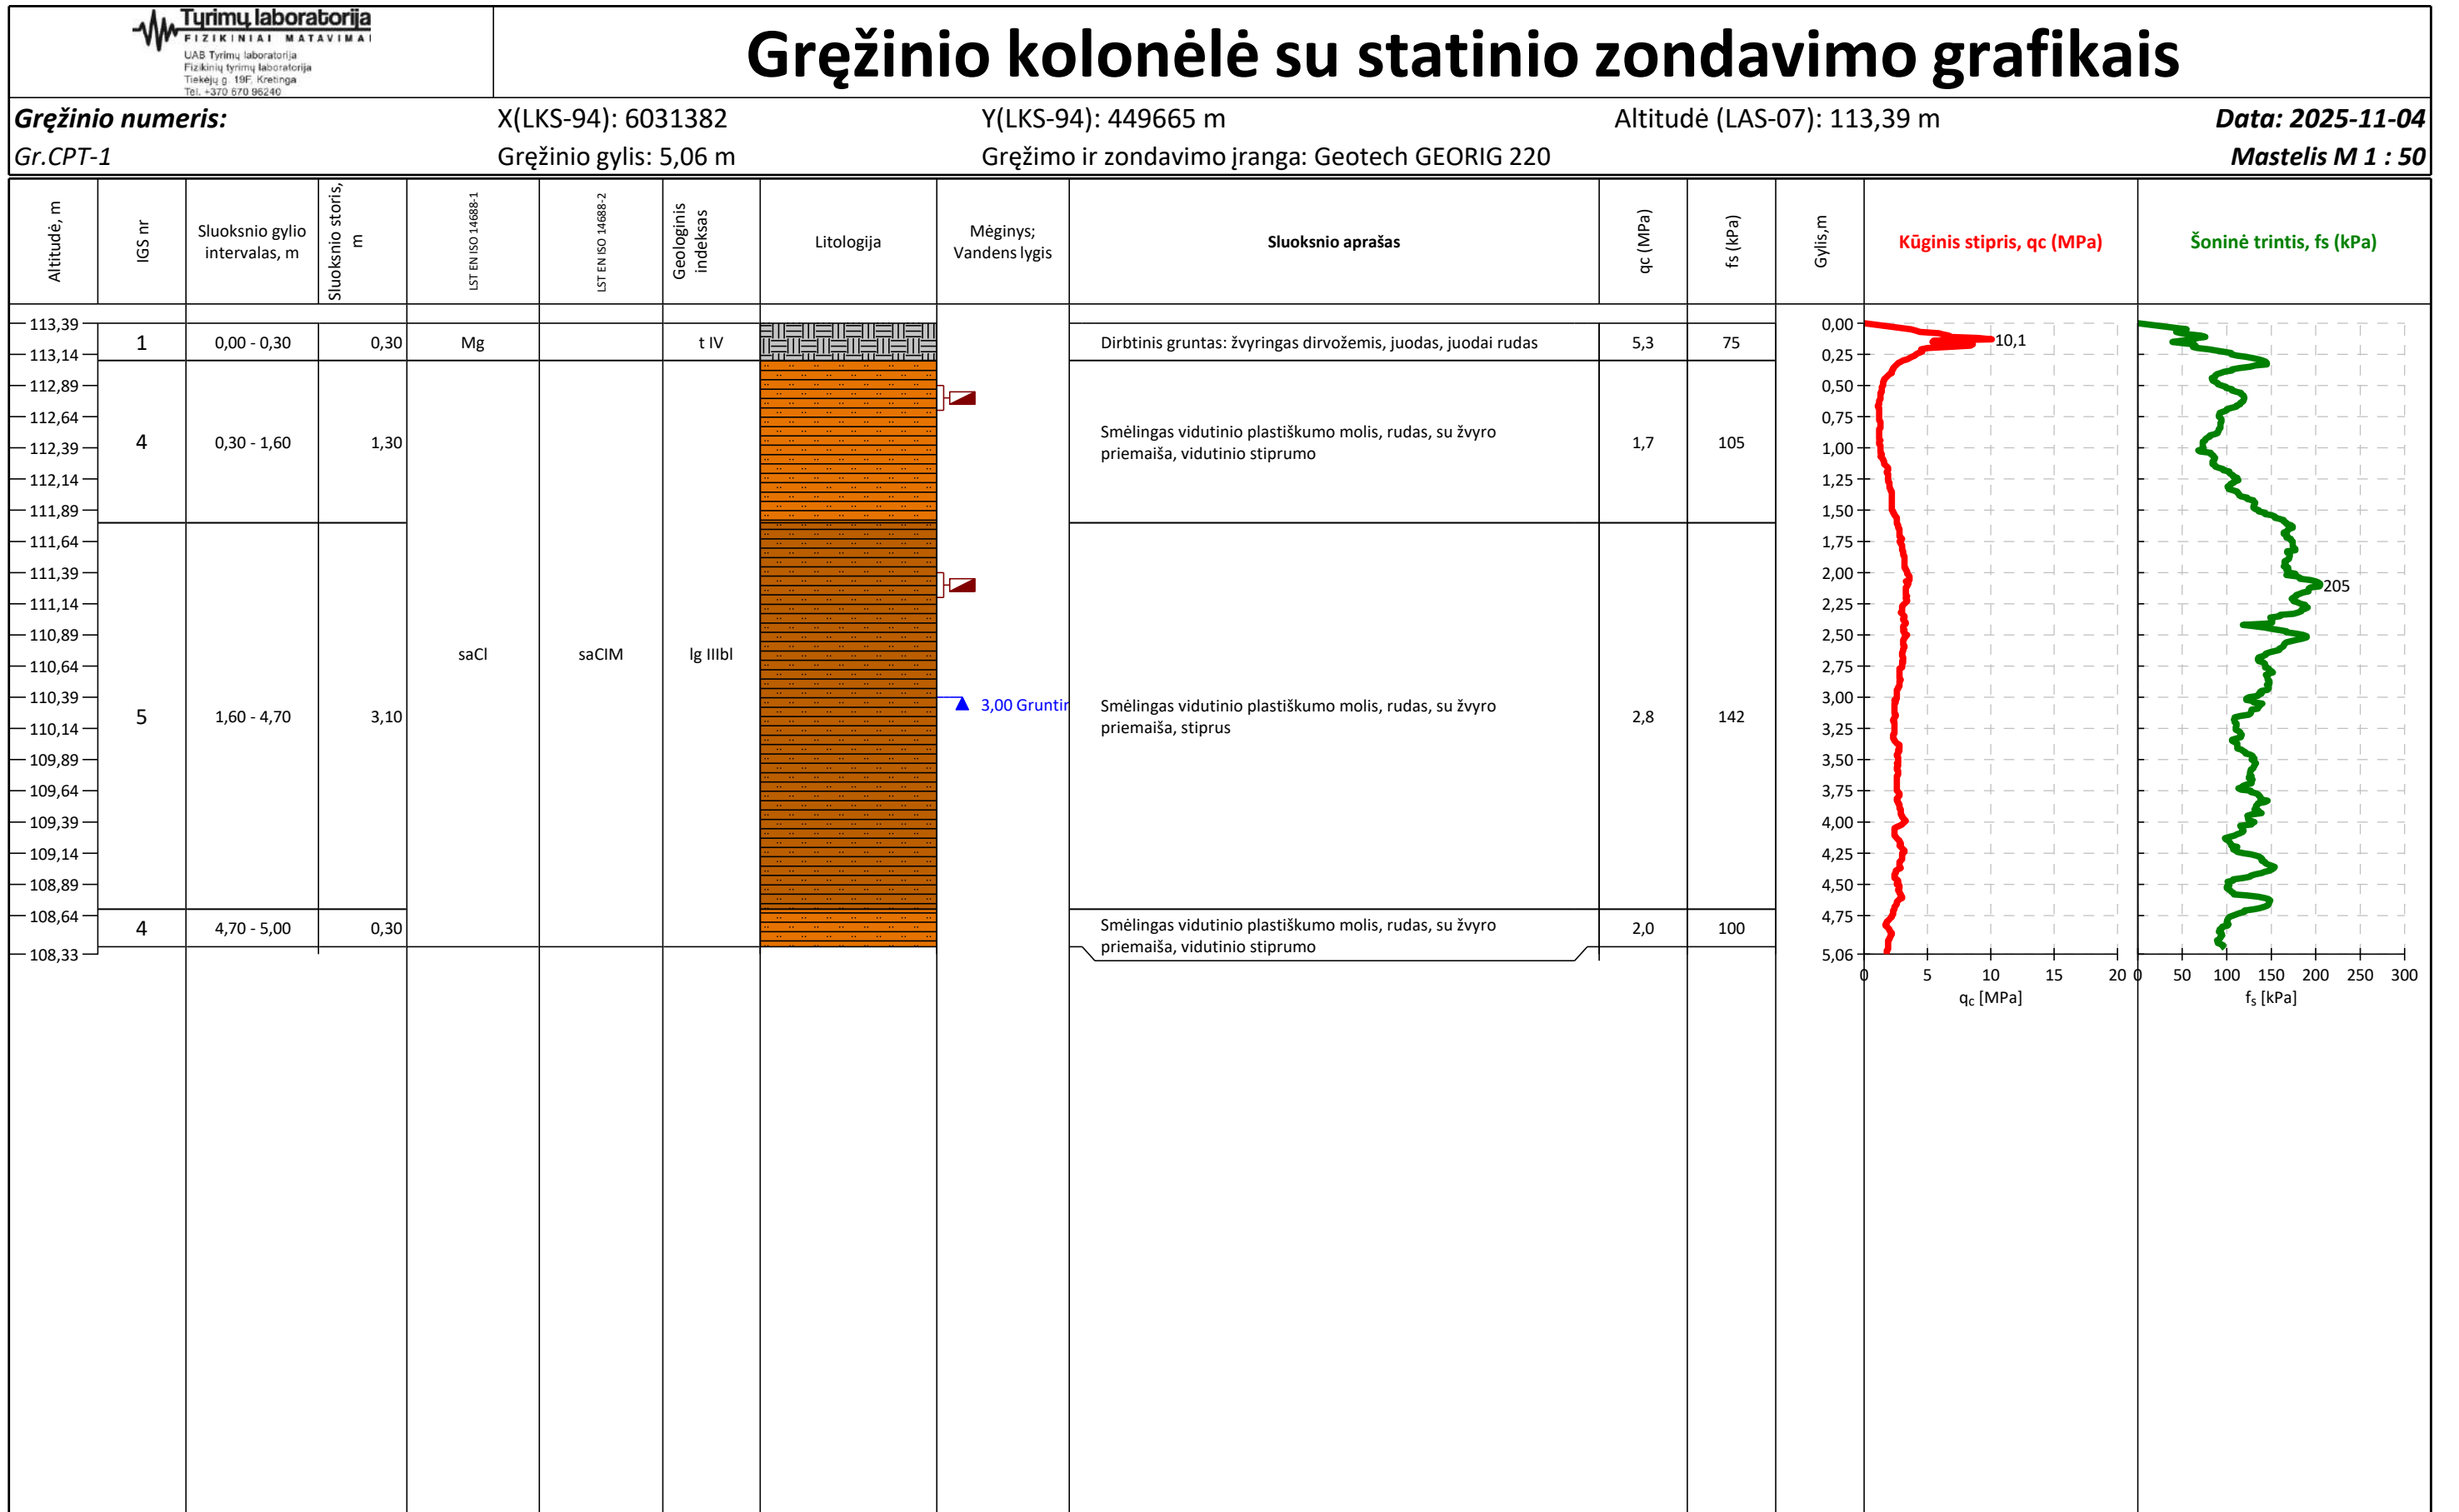 Tyrimų laboratorija
FIZIKINIAI MATAVIMAI
UAB Tyrimų laboratorija
Fizikinių tyrimų laboratorija
Tiekėjų g. 19F, Kretinga
Tel. +370 670 96240
Gręžinio kolonėlė su statinio zondavimo grafikais
Gręžinio numeris:
X(LKS-94): 6031382
Y(LKS-94): 449665 m
Altitudė (LAS-07): 113,39 m
Data: 2025-11-04
Gr.CPT-1
Gręžinio gylis: 5,06 m
Gręžimo ir zondavimo įranga: Geotech GEORIG 220
Mastelis M 1 : 50
Altitudė, m
IGS nr
Sluoksnio gylio
intervalas, m
Sluoksnio storis,
m
LST EN ISO 14688-1
LST EN ISO 14688-2
Geologinis
indeksas
Litologija
Mėginys;
Vandens lygis
Sluoksnio aprašas
qc (MPa)
fs (kPa)
Gylis,m
Kūginis stipris, qc (MPa)
Šoninė trintis, fs (kPa)
113,39
113,14
112,89
112,64
112,39
112,14
111,89
111,64
111,39
111,14
110,89
110,64
110,39
110,14
109,89
109,64
109,39
109,14
108,89
108,64
108,33
1
0,00 - 0,30
0,30
Mg
t IV
Dirbtinis gruntas: žvyringas dirvožemis, juodas, juodai rudas
5,3
75
4
0,30 - 1,60
1,30
Smėlingas vidutinio plastiškumo molis, rudas, su žvyro
priemaiša, vidutinio stiprumo
1,7
105
5
1,60 - 4,70
3,10
saCl
saCIM
lg IIIbl
3,00 Gruntir
Smėlingas vidutinio plastiškumo molis, rudas, su žvyro
priemaiša, stiprus
2,8
142
4
4,70 - 5,00
0,30
Smėlingas vidutinio plastiškumo molis, rudas, su žvyro
priemaiša, vidutinio stiprumo
2,0
100
0,00
0,25
0,50
0,75
1,00
1,25
1,50
1,75
2,00
2,25
2,50
2,75
3,00
3,25
3,50
3,75
4,00
4,25
4,50
4,75
5,06
10,1
0 5 10 15 20
qc [MPa]
205
0 50 100 150 200 250 300
fs [kPa]